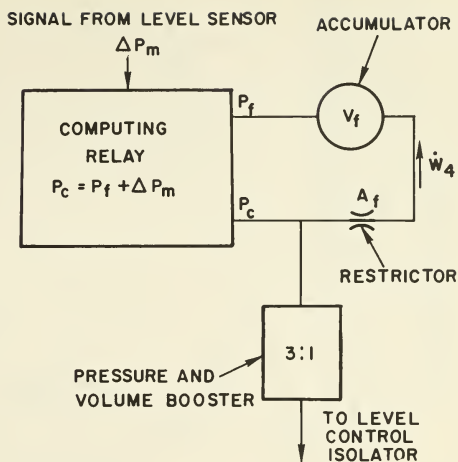 SIGNAL FROM LEVEL SENSOR
ΔPm
ACCUMULATOR
COMPUTING
RELAY
Pc = Pf + ΔPm
Pf
Vf
Ẇ4
Pc
Af
RESTRICTOR
3:1
PRESSURE AND
VOLUME BOOSTER
TO LEVEL
CONTROL
ISOLATOR